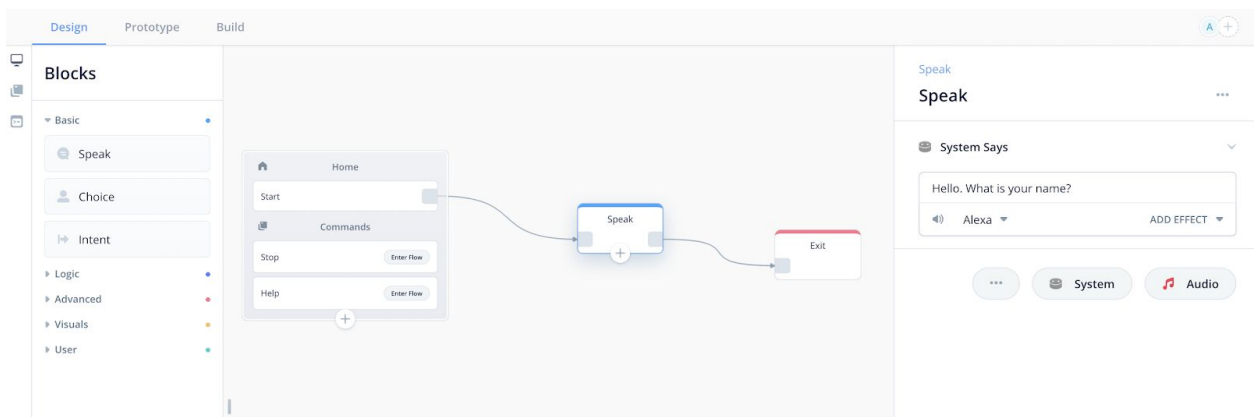 Design Prototype Build
A +
Blocks
Basic
Speak
Choice
Intent
Logic
Advanced
Visuals
User
Home
Start
Commands
Stop Enter Flow
Help Enter Flow
+
Speak
+
Exit
Speak
Speak
System Says
Hello. What is your name?
Alexa ADD EFFECT
System Audio